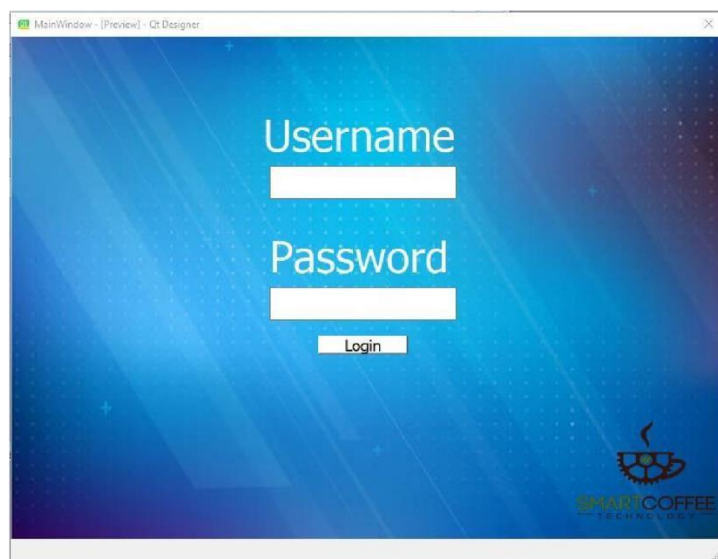 MainWindow - [Preview] - Qt Designer
Username
Password
Login
SMARTCOFFEE
TECHNOLOGY